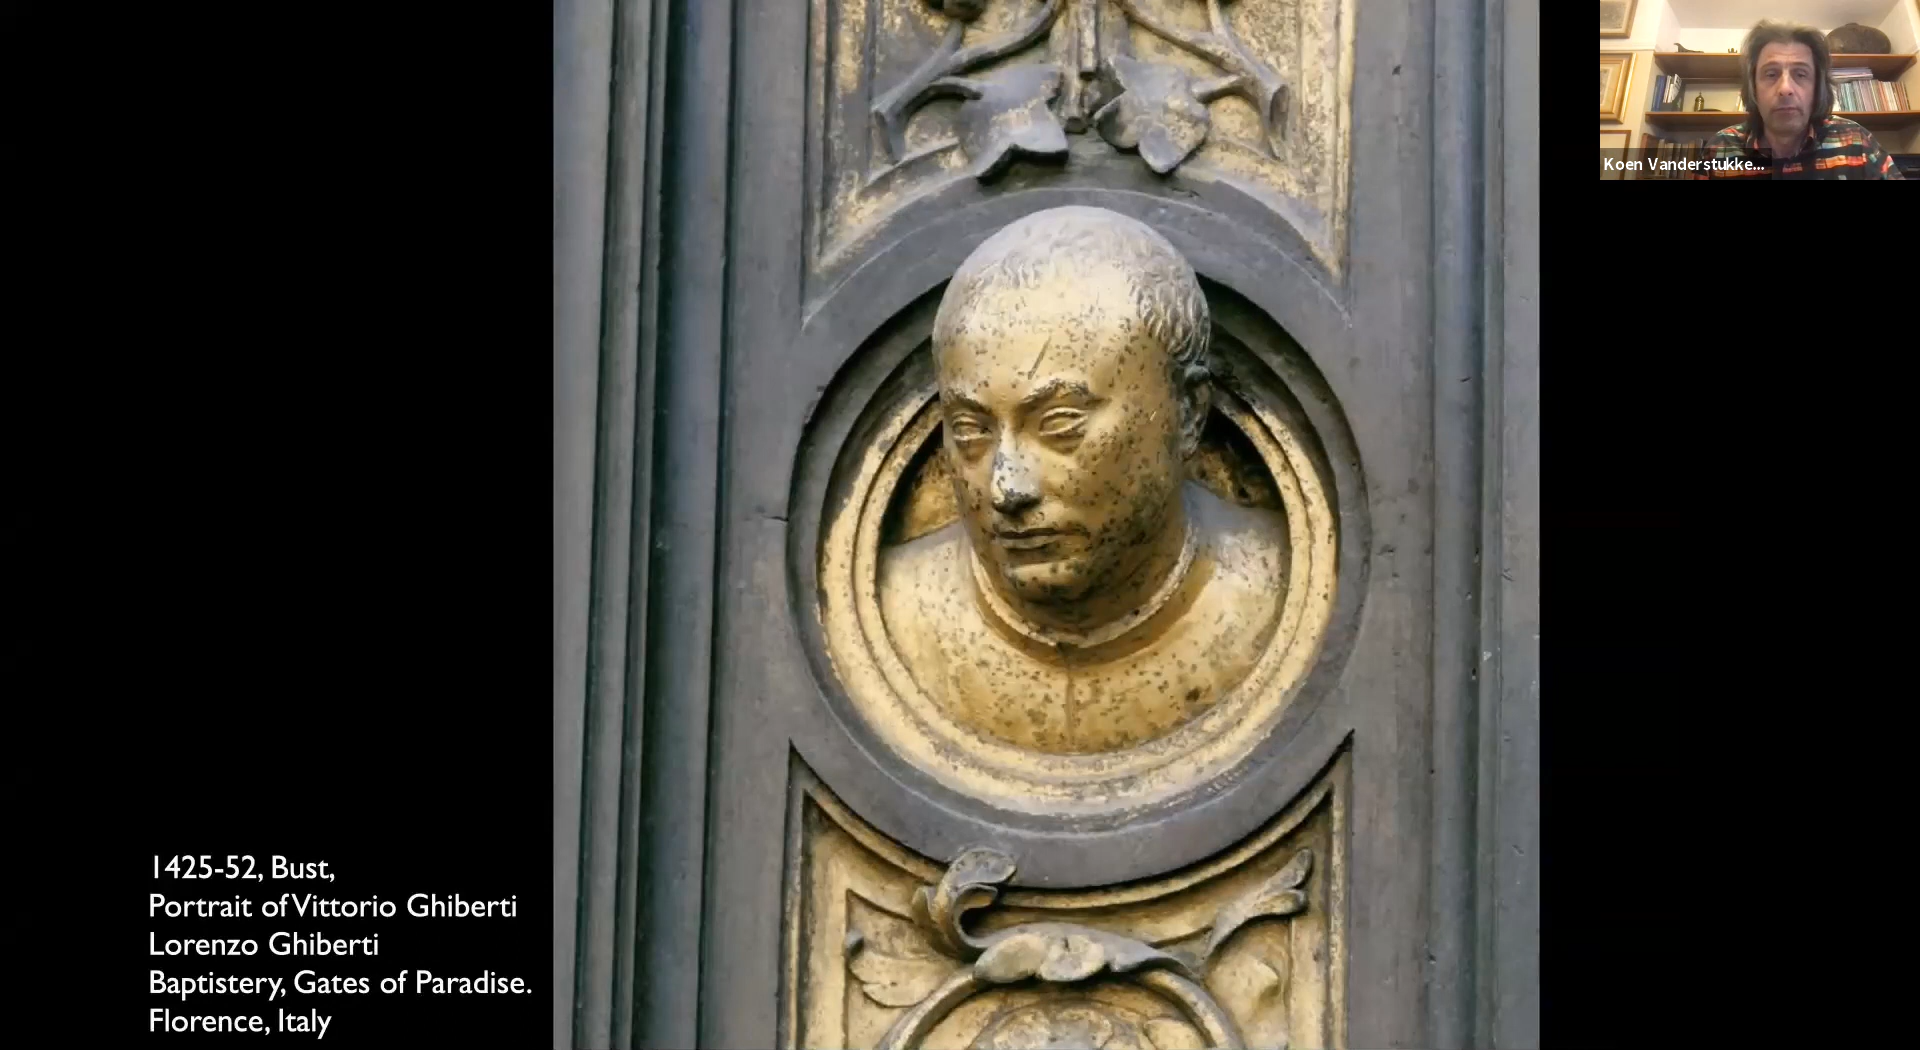 Koen Vanderstukke...
1425-52, Bust,
Portrait of Vittorio Ghiberti
Lorenzo Ghiberti
Baptistery, Gates of Paradise.
Florence, Italy